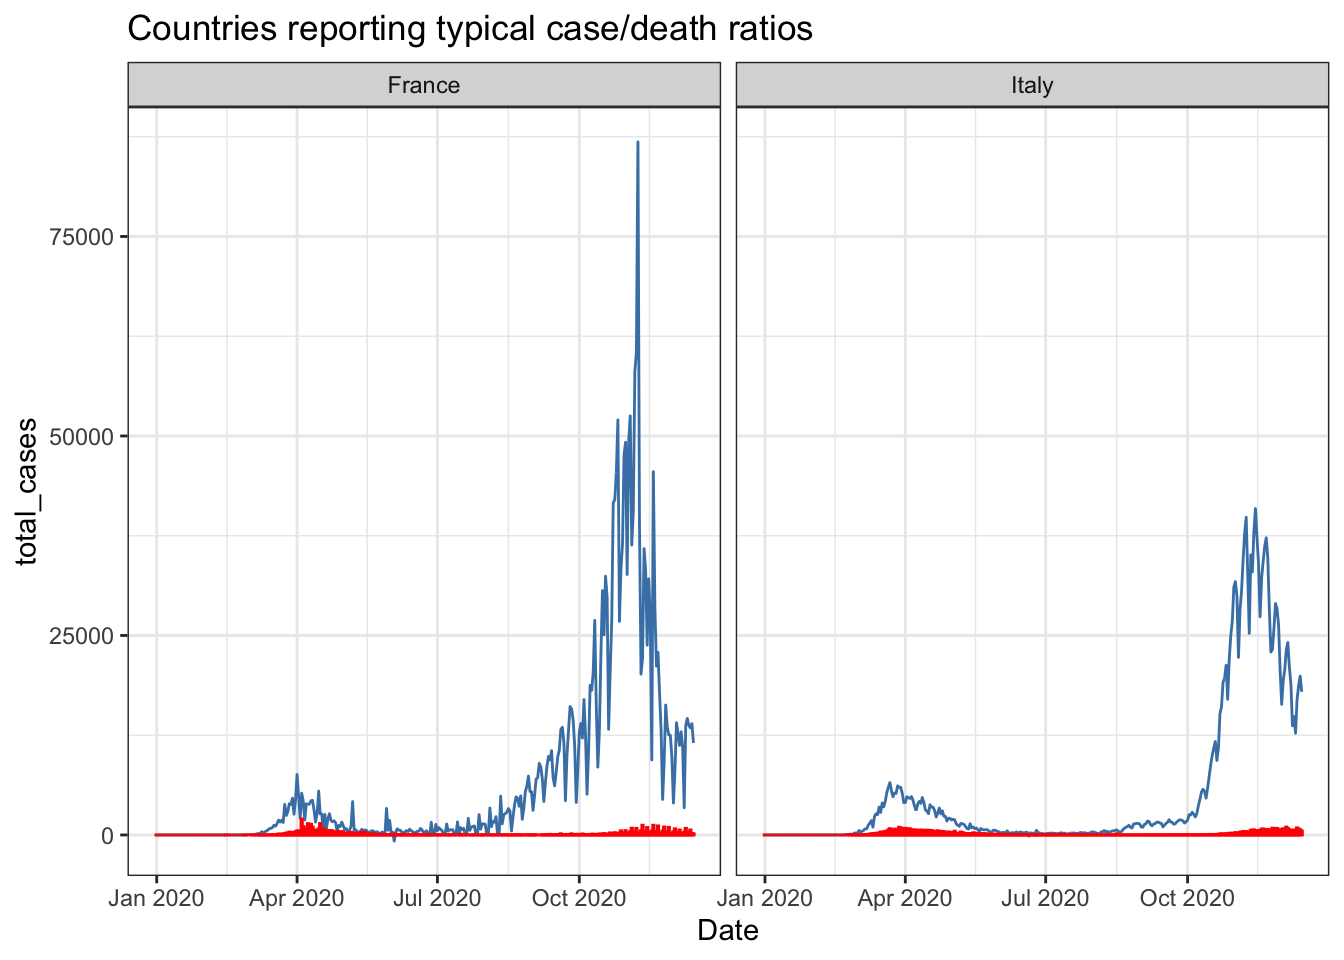 Countries reporting typical case/death ratios
France Italy
total_cases
75000
50000
25000
0
Jan 2020 Apr 2020 Jul 2020 Oct 2020 Jan 2020 Apr 2020 Jul 2020 Oct 2020
Date